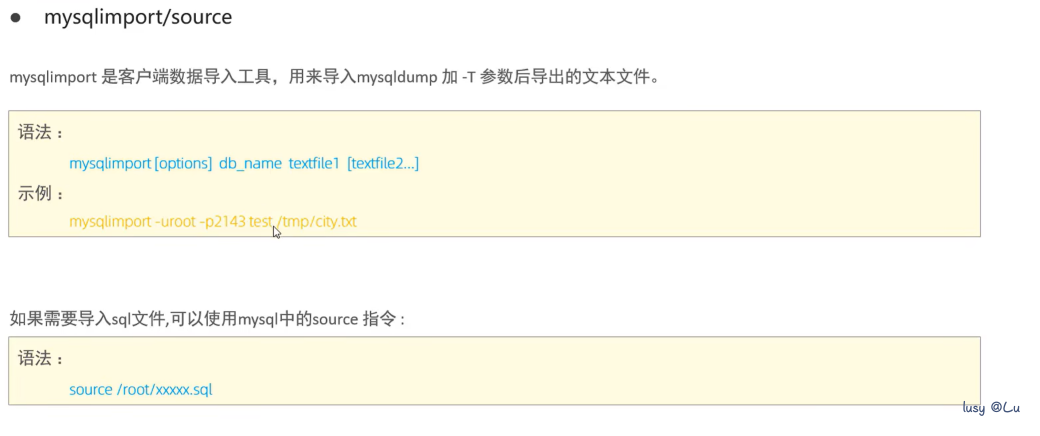 ● mysqlimport/source
mysqlimport 是客户端数据导入工具，用来导入mysqldump 加 -T 参数后导出的文本文件。
语法：
mysqlimport [options] db_name textfile1 [textfile2...]
示例：
mysqlimport -uroot -p2143 test /tmp/city.txt
如果需要导入sql文件,可以使用mysql中的source 指令 :
语法：
source /root/xxxxx.sql
lusy @Lu